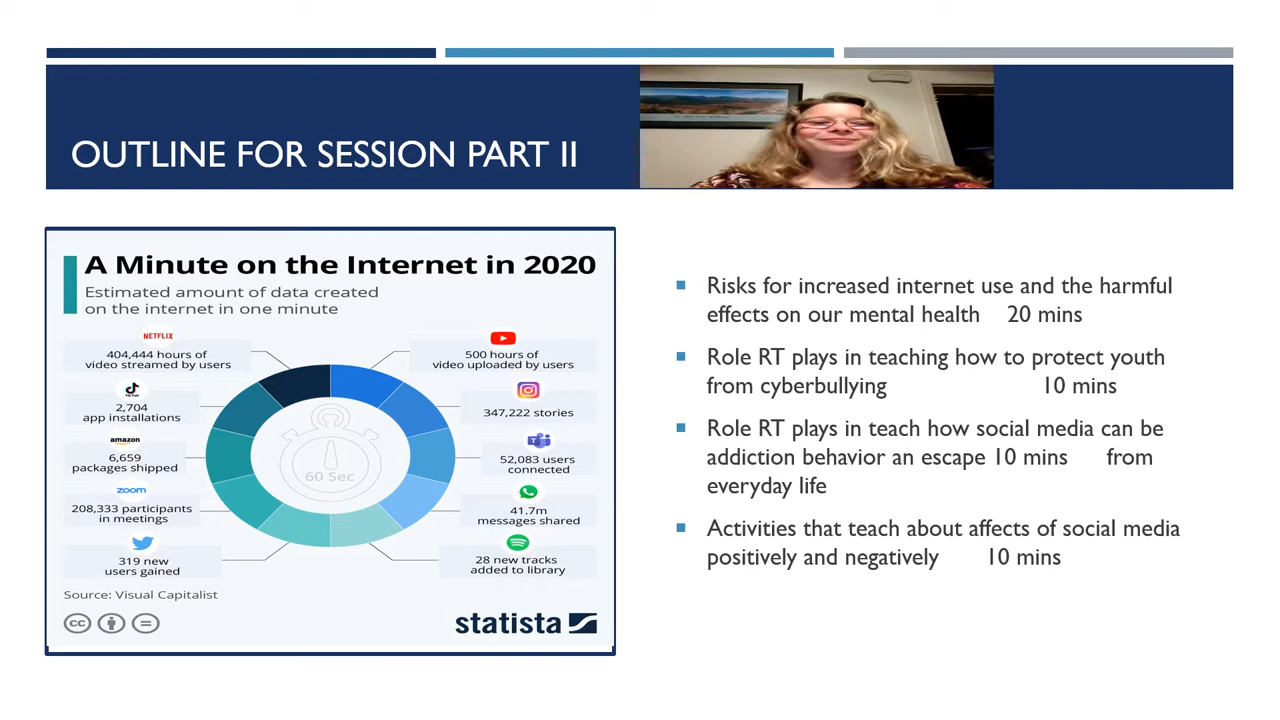 OUTLINE FOR SESSION PART II
A Minute on the Internet in 2020
Estimated amount of data created
on the internet in one minute
NETFLIX
404,444 hours of
video streamed by users
TikTok
2,704
app installations
amazon
6,659
packages shipped
zoom
208,333 participants
in meetings
319 new
users gained
500 hours of
video uploaded by users
347,222 stories
52,083 users
connected
41.7m
messages shared
28 new tracks
added to library
60 Sec
Source: Visual Capitalist
cc
statista
Risks for increased internet use and the harmful
effects on our mental health 20 mins
Role RT plays in teaching how to protect youth
from cyberbullying 10 mins
Role RT plays in teach how social media can be
addiction behavior an escape 10 mins from
everyday life
Activities that teach about affects of social media
positively and negatively 10 mins